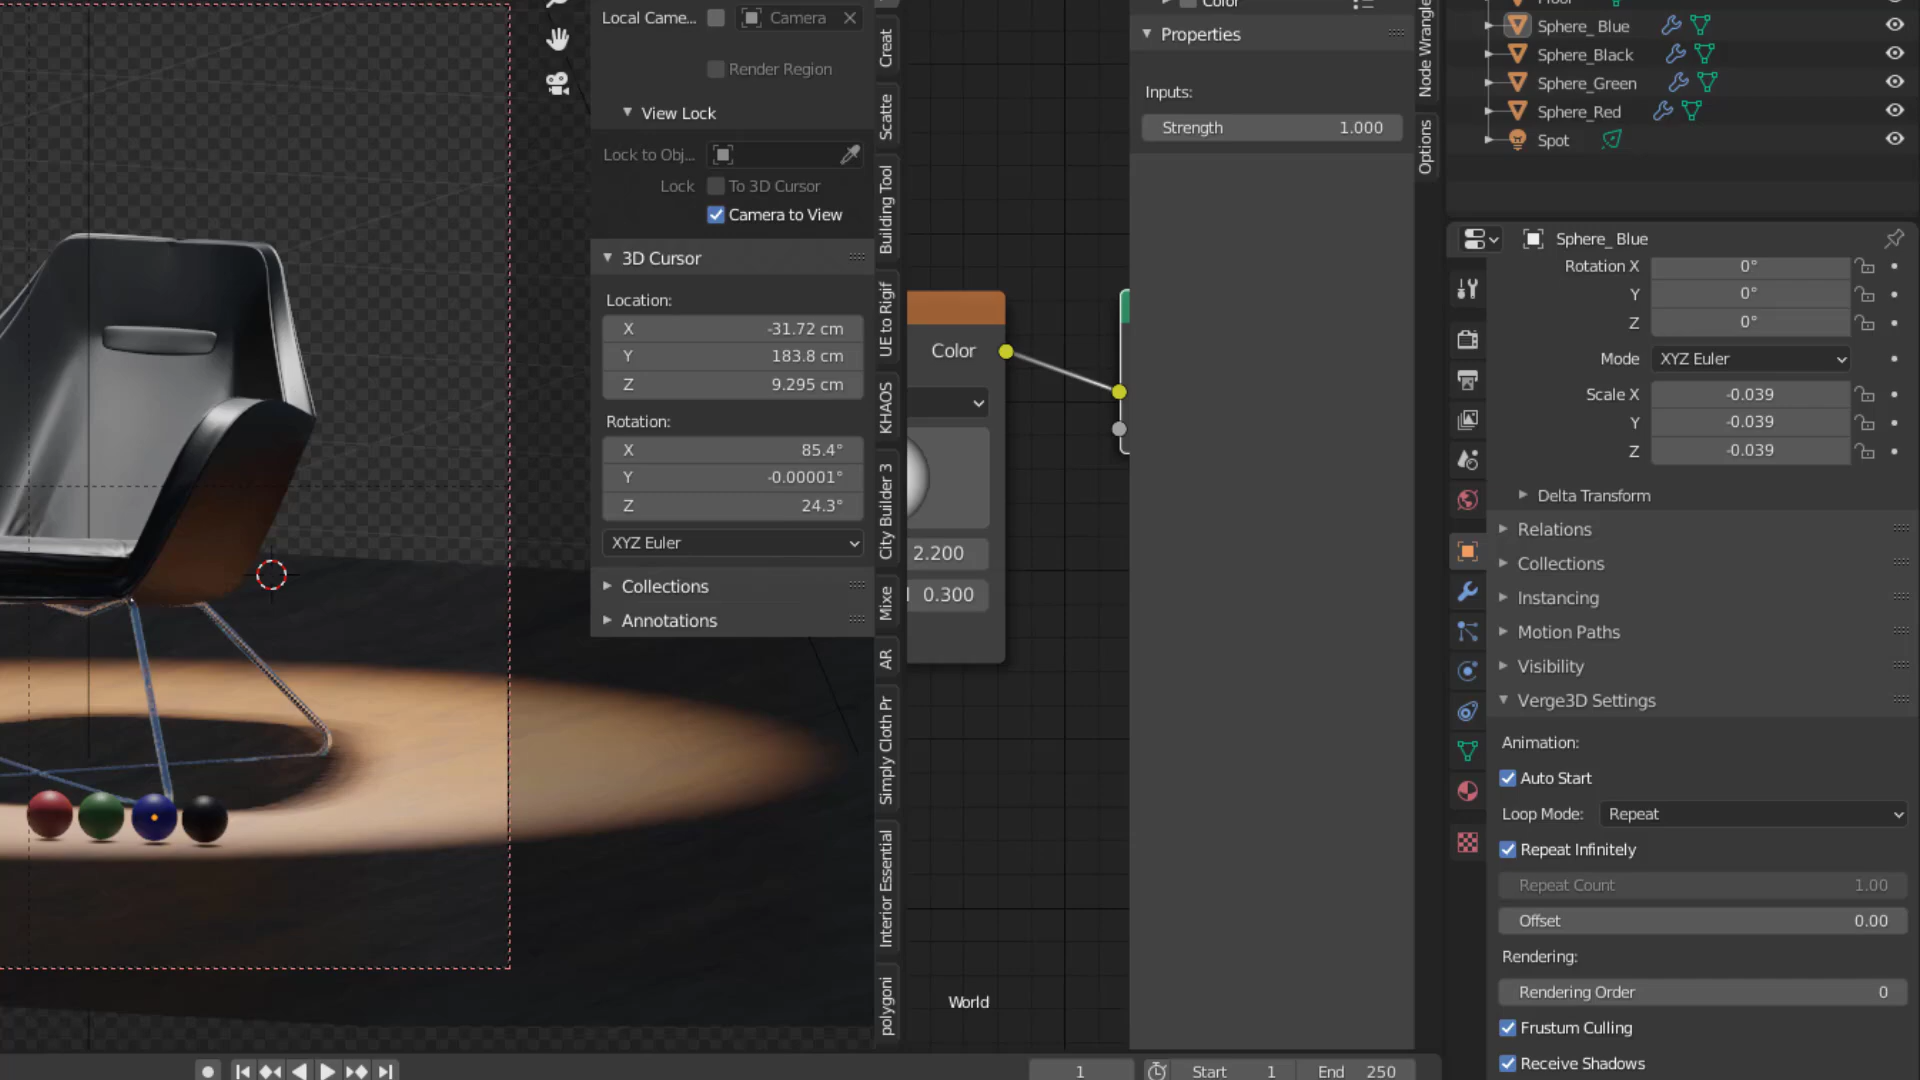 Local Came...
Camera
Render Region
View Lock
Lock to Obj...
Lock
To 3D Cursor
Camera to View
3D Cursor
Location:
X -31.72 cm
Y 183.8 cm
Z 9.295 cm
Rotation:
X 85.4°
Y -0.00001°
Z 24.3°
XYZ Euler
Collections
Annotations
Creat
Scatte
Building Tool
UE to Rigif
KHAOS
City Builder 3
Mixe
AR
Simply Cloth Pr
Interior Essential
polygoni
Color
2.200
0.300
World
Color
Properties
Inputs:
Strength 1.000
Node Wrangle
Options
Sphere_ Blue
Sphere_Black
Sphere_Green
Sphere_Red
Spot
Sphere_ Blue
Rotation X 0°
Y 0°
Z 0°
Mode XYZ Euler
Scale X -0.039
Y -0.039
Z -0.039
Delta Transform
Relations
Collections
Instancing
Motion Paths
Visibility
Verge3D Settings
Animation:
Auto Start
Loop Mode: Repeat
Repeat Infinitely
Repeat Count 1.00
Offset 0.00
Rendering:
Rendering Order 0
Frustum Culling
Receive Shadows
1
Start 1
End 250